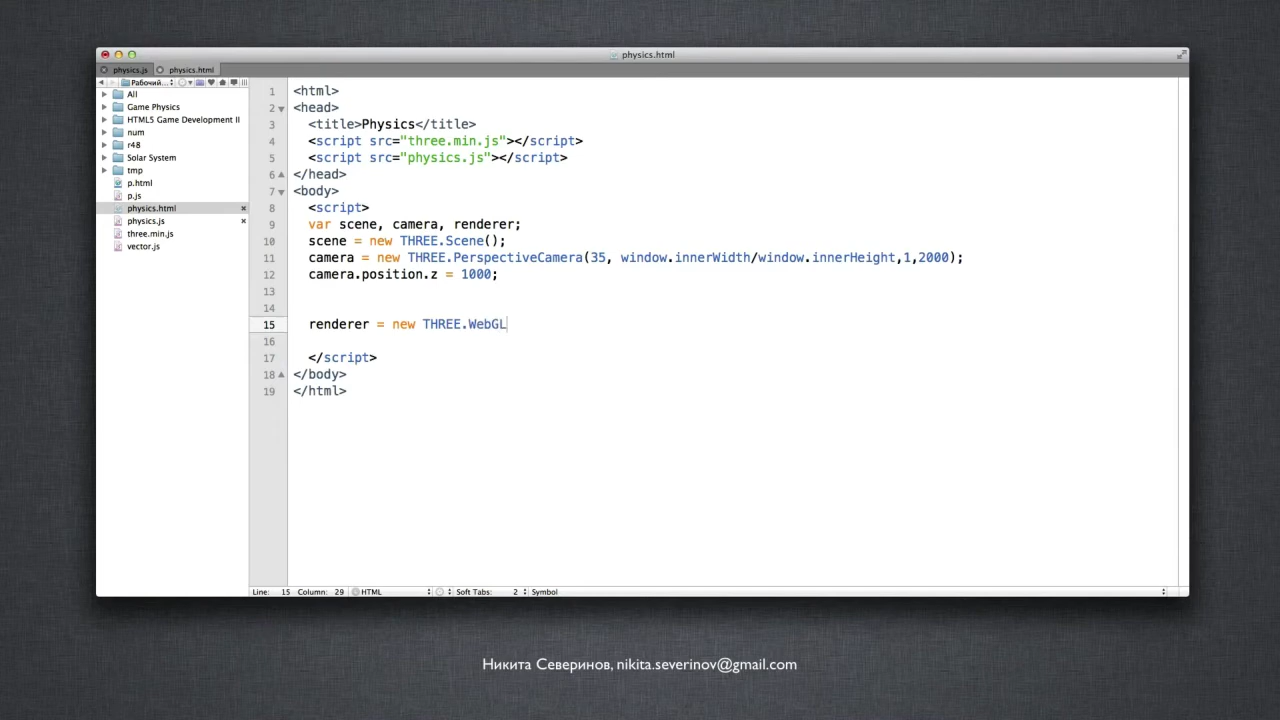 physics.html
physics.js
physics.html
Рабочий...
All
Game Physics
HTML5 Game Development II
num
r48
Solar System
tmp
p.html
p.js
physics.html
physics.js
three.min.js
vector.js
1 <html>
2 <head>
3 <title>Physics</title>
4 <script src="three.min.js"></script>
5 <script src="physics.js"></script>
6 </head>
7 <body>
8 <script>
9 var scene, camera, renderer;
10 scene = new THREE.Scene();
11 camera = new THREE.PerspectiveCamera(35, window.innerWidth/window.innerHeight,1,2000);
12 camera.position.z = 1000;
13
14
15 renderer = new THREE.WebGL
16
17 </script>
18 </body>
19 </html>
Line: 15 Column: 29 HTML Soft Tabs: 2 Symbol
Никита Северинов, nikita.severinov@gmail.com